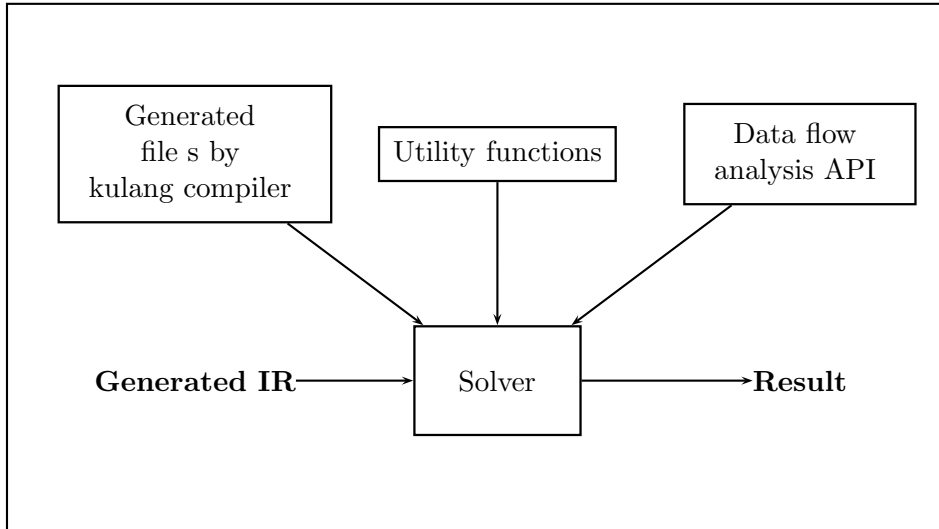 Generated
file s by
kulang compiler
Utility functions
Data flow
analysis API
Generated IR
Solver
Result